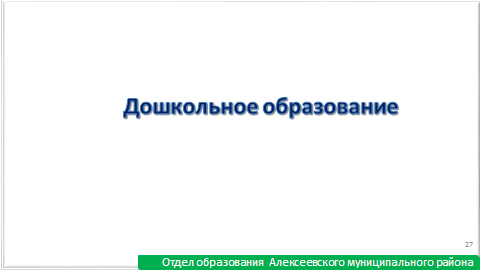 Дошкольное образование
27
Отдел образования Алексеевского муниципального района